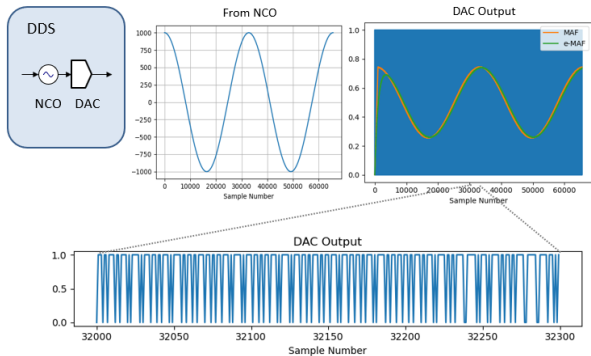 DDS
NCO DAC
From NCO
1000
750
500
250
0
−250
−500
−750
−1000
0 10000 20000 30000 40000 50000 60000
Sample Number
DAC Output
MAF
e-MAF
1.0
0.8
0.6
0.4
0.2
0.0
0 10000 20000 30000 40000 50000 60000
Sample Number
DAC Output
1.0
0.5
0.0
32000 32050 32100 32150 32200 32250 32300
Sample Number